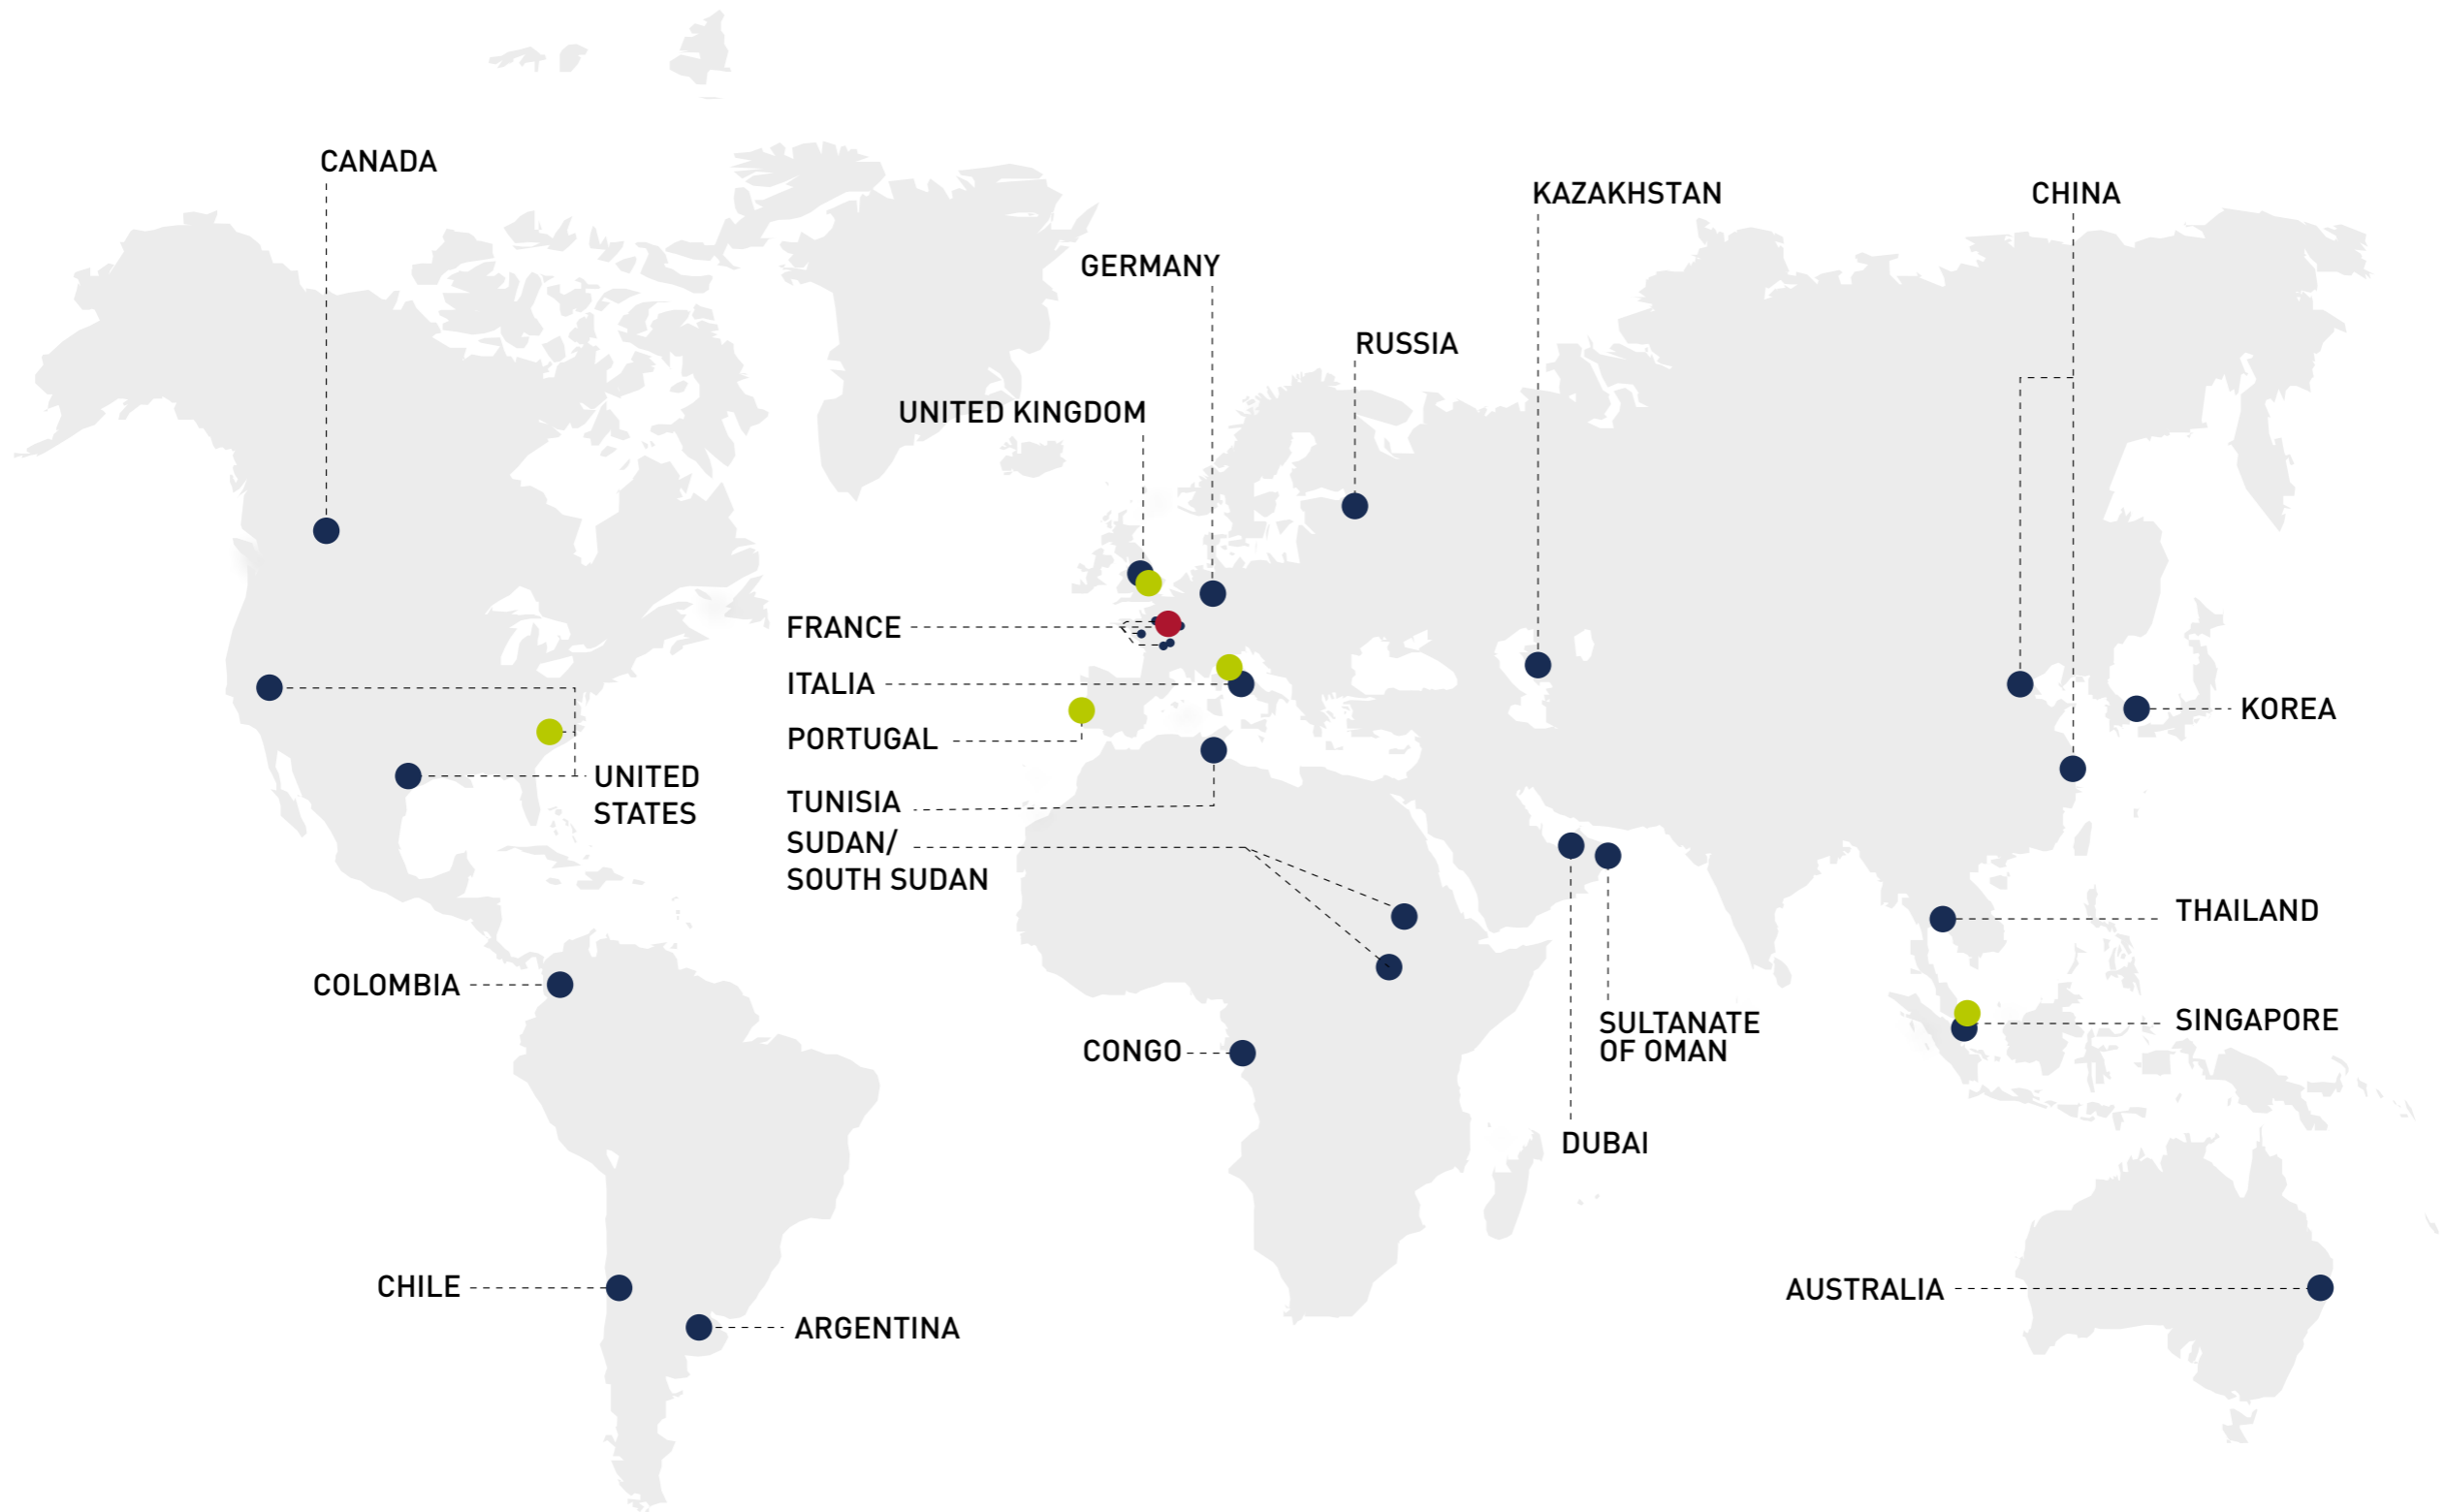 CANADA
KAZAKHSTAN
CHINA
GERMANY
RUSSIA
UNITED KINGDOM
FRANCE
ITALIA
KOREA
PORTUGAL
UNITED
STATES
TUNISIA
SUDAN/
SOUTH SUDAN
THAILAND
COLOMBIA
SINGAPORE
SULTANATE
OF OMAN
CONGO
DUBAI
CHILE
AUSTRALIA
ARGENTINA